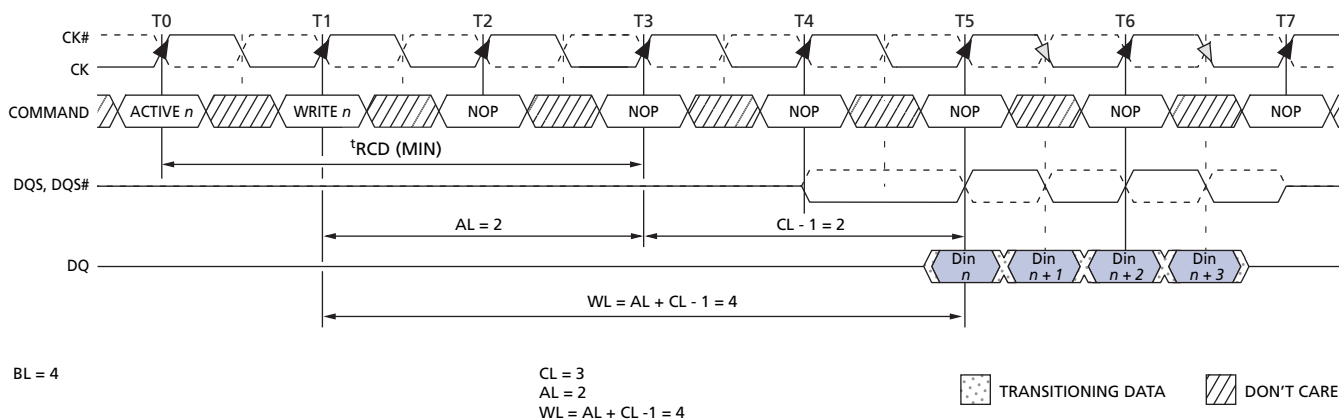 T0 T1 T2 T3 T4 T5 T6 T7
CK#
CK
COMMAND ACTIVE n WRITE n NOP NOP NOP NOP NOP NOP
tRCD (MIN)
DQS, DQS#
AL = 2 CL - 1 = 2
DQ Din n Din n + 1 Din n + 2 Din n + 3
WL = AL + CL - 1 = 4
BL = 4 CL = 3
AL = 2
WL = AL + CL -1 = 4
TRANSITIONING DATA DON'T CARE